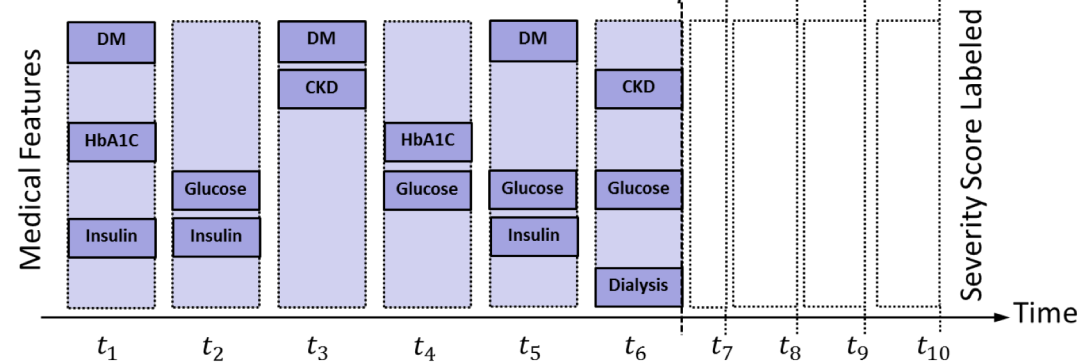 Medical Features
DM
HbA1C
Insulin
Glucose
Insulin
DM
CKD
HbA1C
Glucose
DM
Glucose
Insulin
CKD
Glucose
Dialysis
Severity Score Labeled
Time
t1 t2 t3 t4 t5 t6 t7 t8 t9 t10